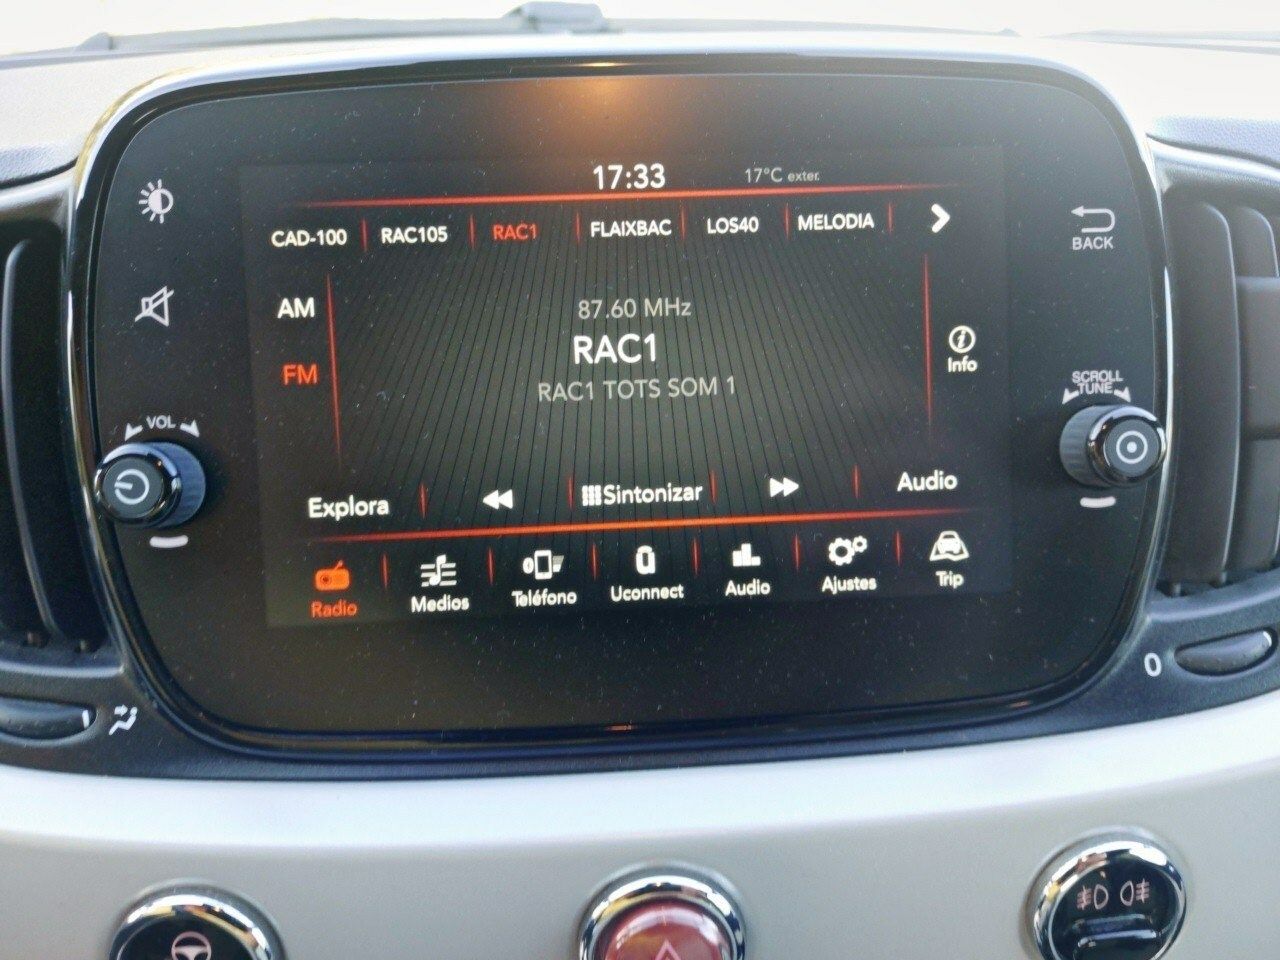 17:33
17°C exter.
CAD-100 RAC105 RAC1 FLAIXBAC LOS40 MELODIA
BACK
AM
87.60 MHz
RAC1
FM
Info
RAC1 TOTS SOM 1
SCROLL
TUNE
VOL
Explora Sintonizar Audio
Radio Medios Teléfono Uconnect Audio Ajustes Trip
0